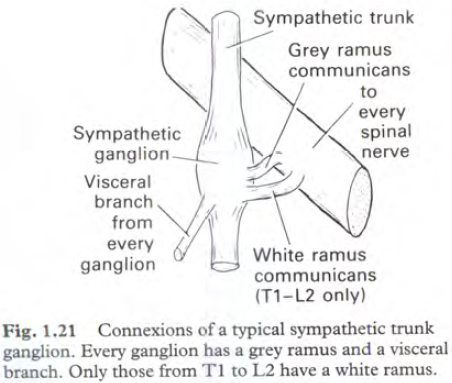 Sympathetic trunk
Grey ramus
communicans
to
every
spinal
nerve
Sympathetic
ganglion
Visceral
branch
from
every
ganglion
White ramus
communicans
(T1–L2 only)
Fig. 1.21 Connexions of a typical sympathetic trunk
ganglion. Every ganglion has a grey ramus and a visceral
branch. Only those from T1 to L2 have a white ramus.